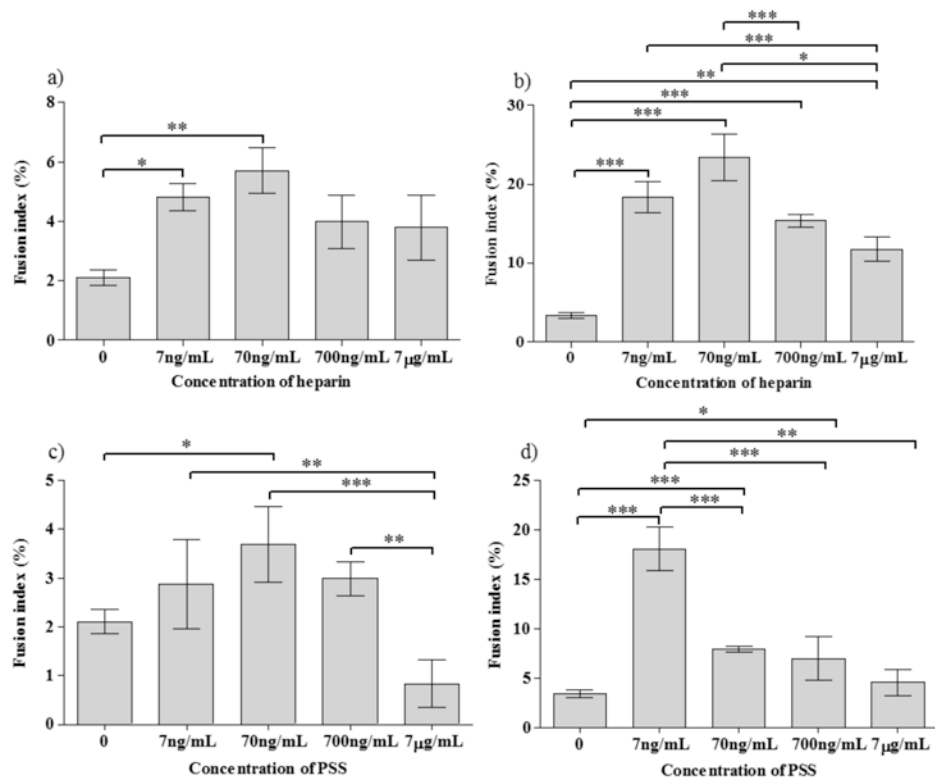 a)
**
*
Fusion index (%)
8
6
4
2
0
0 7ng/mL 70ng/mL 700ng/mL 7μg/mL
Concentration of heparin
b)
***
***
*
**
***
***
***
Fusion index (%)
30
20
10
0
0 7ng/mL 70ng/mL 700ng/mL 7μg/mL
Concentration of heparin
c)
*
**
***
**
Fusion index (%)
5
4
3
2
1
0
0 7ng/mL 70ng/mL 700ng/mL 7μg/mL
Concentration of PSS
d)
*
**
***
***
***
***
Fusion index (%)
25
20
15
10
5
0
0 7ng/mL 70ng/mL 700ng/mL 7μg/mL
Concentration of PSS